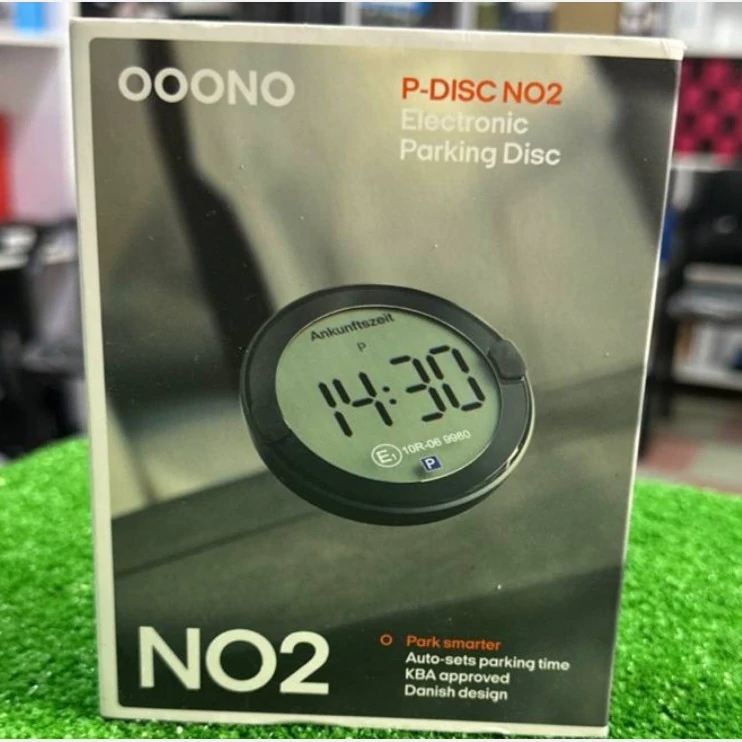 OOONO
P-DISC NO2
Electronic
Parking Disc
Ankunftszeit
P
14:30
E1 10R-06 9980
P
NO2
Park smarter
Auto-sets parking time
KBA approved
Danish design